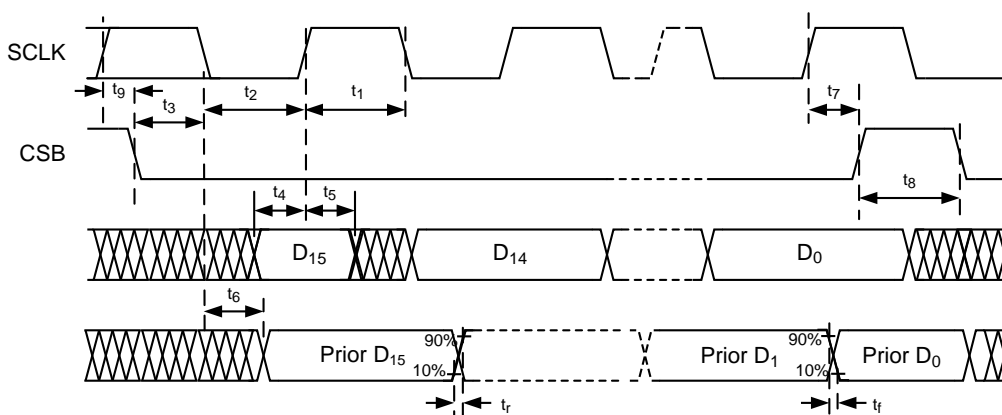 SCLK
t9
t3
t2
t1
t7
CSB
t4
t5
t8
D15
D14
D0
t6
Prior D15
90%
10%
Prior D1
90%
10%
Prior D0
tr
tf